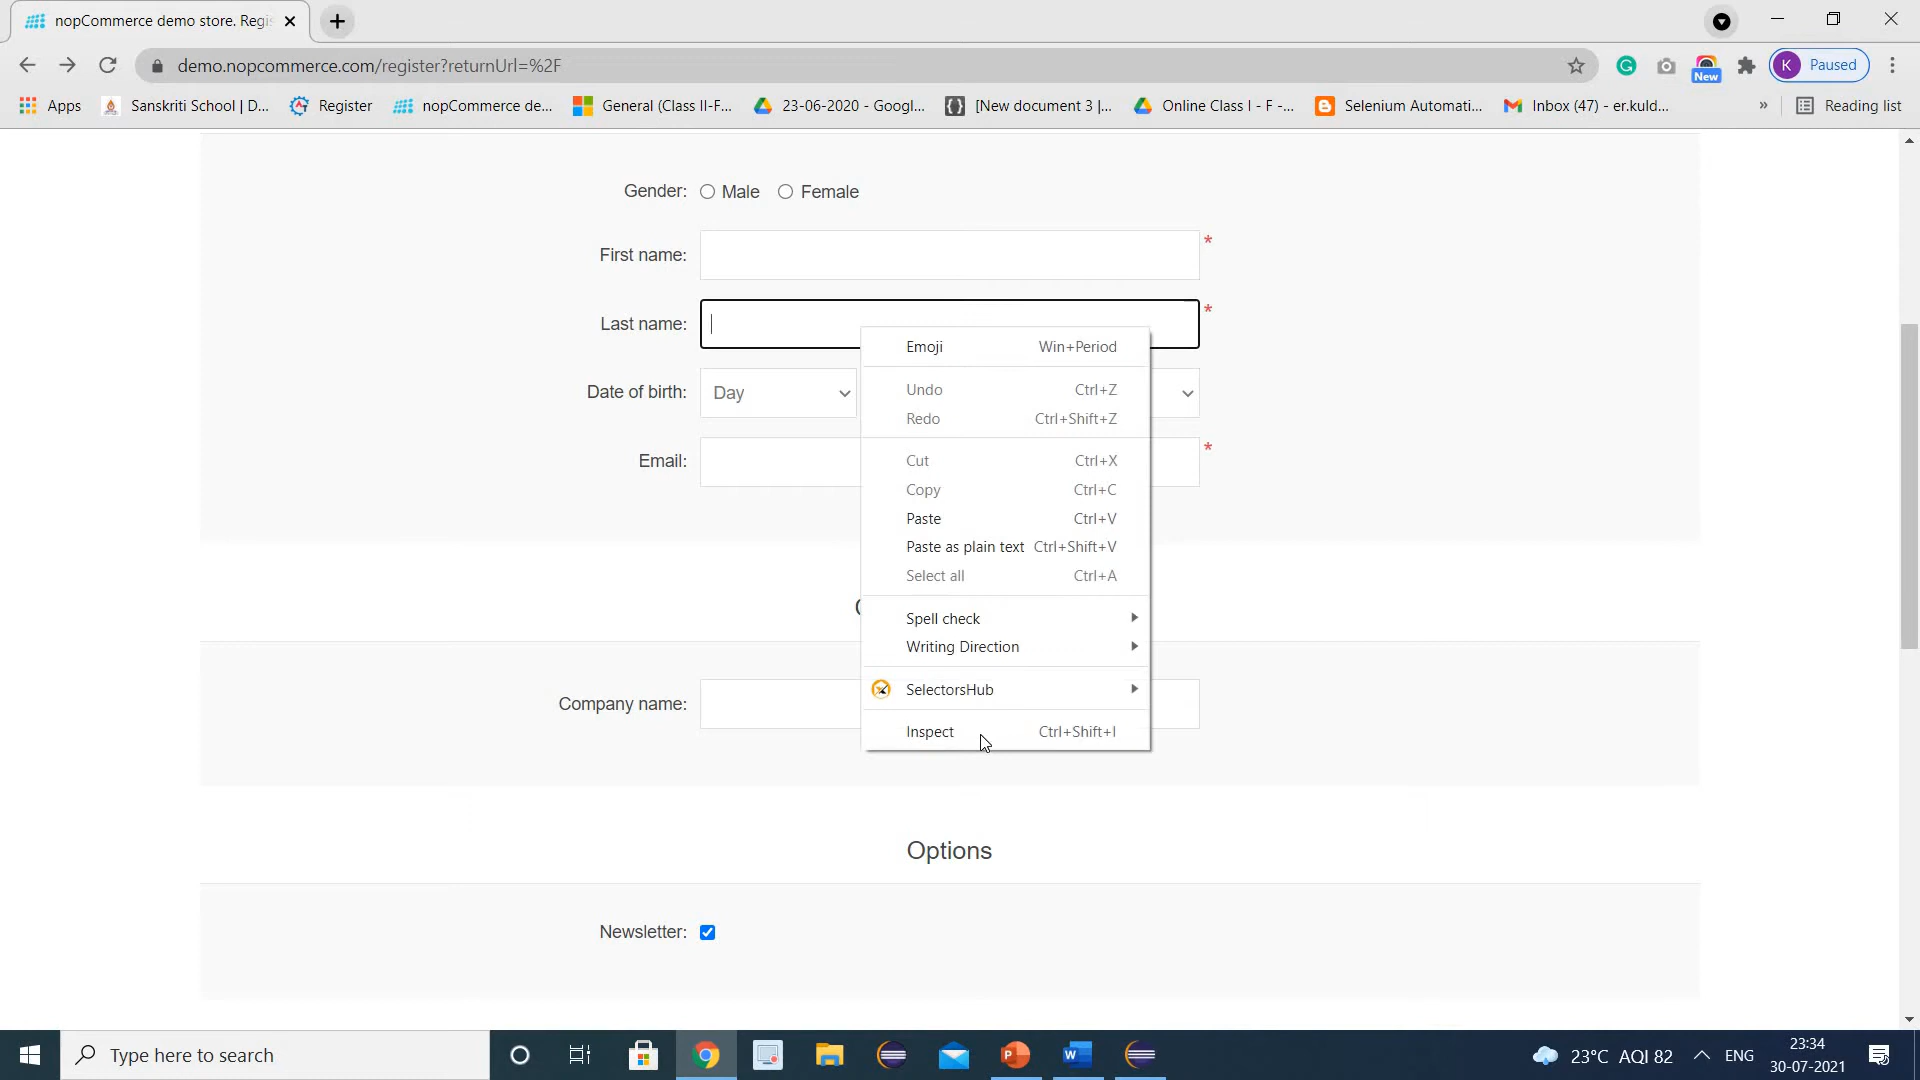 nopCommerce demo store. Regi
demo.nopcommerce.com/register?returnUrl=%2F
New
K Paused
Apps Sanskriti School | D... Register nopCommerce de... General (Class II-F... 23-06-2020 - Googl... [New document 3 |... Online Class I - F -... Selenium Automati... Inbox (47) - er.kuld... » Reading list
Gender: Male Female
First name: *
Last name: *
Date of birth: Day
Email: *
Emoji Win+Period
Undo Ctrl+Z
Redo Ctrl+Shift+Z
Cut Ctrl+X
Copy Ctrl+C
Paste Ctrl+V
Paste as plain text Ctrl+Shift+V
Select all Ctrl+A
Spell check
Writing Direction
SelectorsHub
Inspect Ctrl+Shift+I
Company name:
Options
Newsletter:
Type here to search
23°C AQI 82
ENG
23:34
30-07-2021